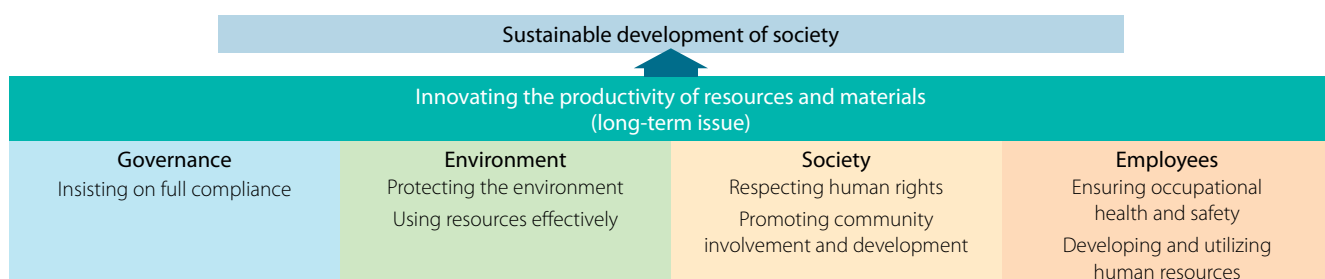 Sustainable development of society
Innovating the productivity of resources and materials
(long-term issue)
Governance
Insisting on full compliance
Environment
Protecting the environment
Using resources effectively
Society
Respecting human rights
Promoting community
involvement and development
Employees
Ensuring occupational
health and safety
Developing and utilizing
human resources